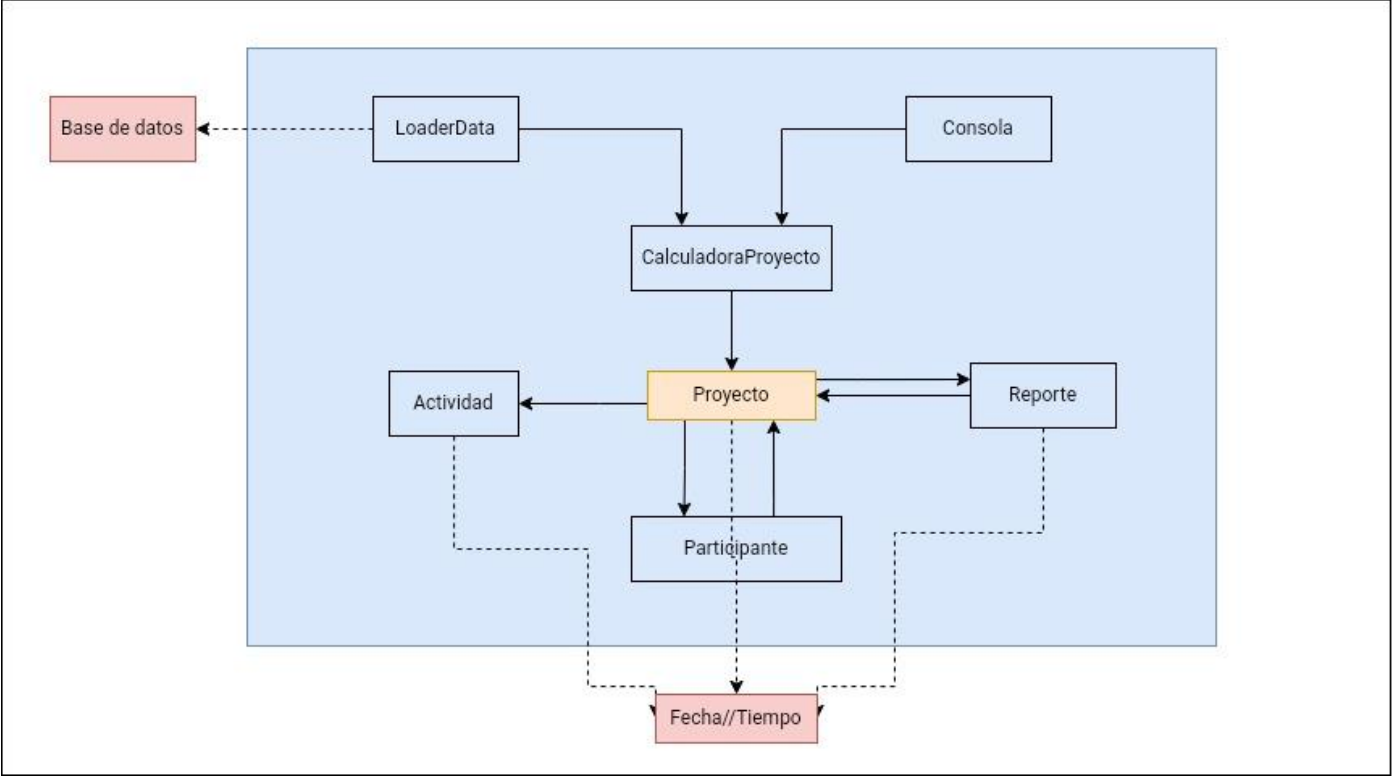 Base de datos
LoaderData
Consola
CalculadoraProyecto
Actividad
Proyecto
Reporte
Participante
Fecha//Tiempo